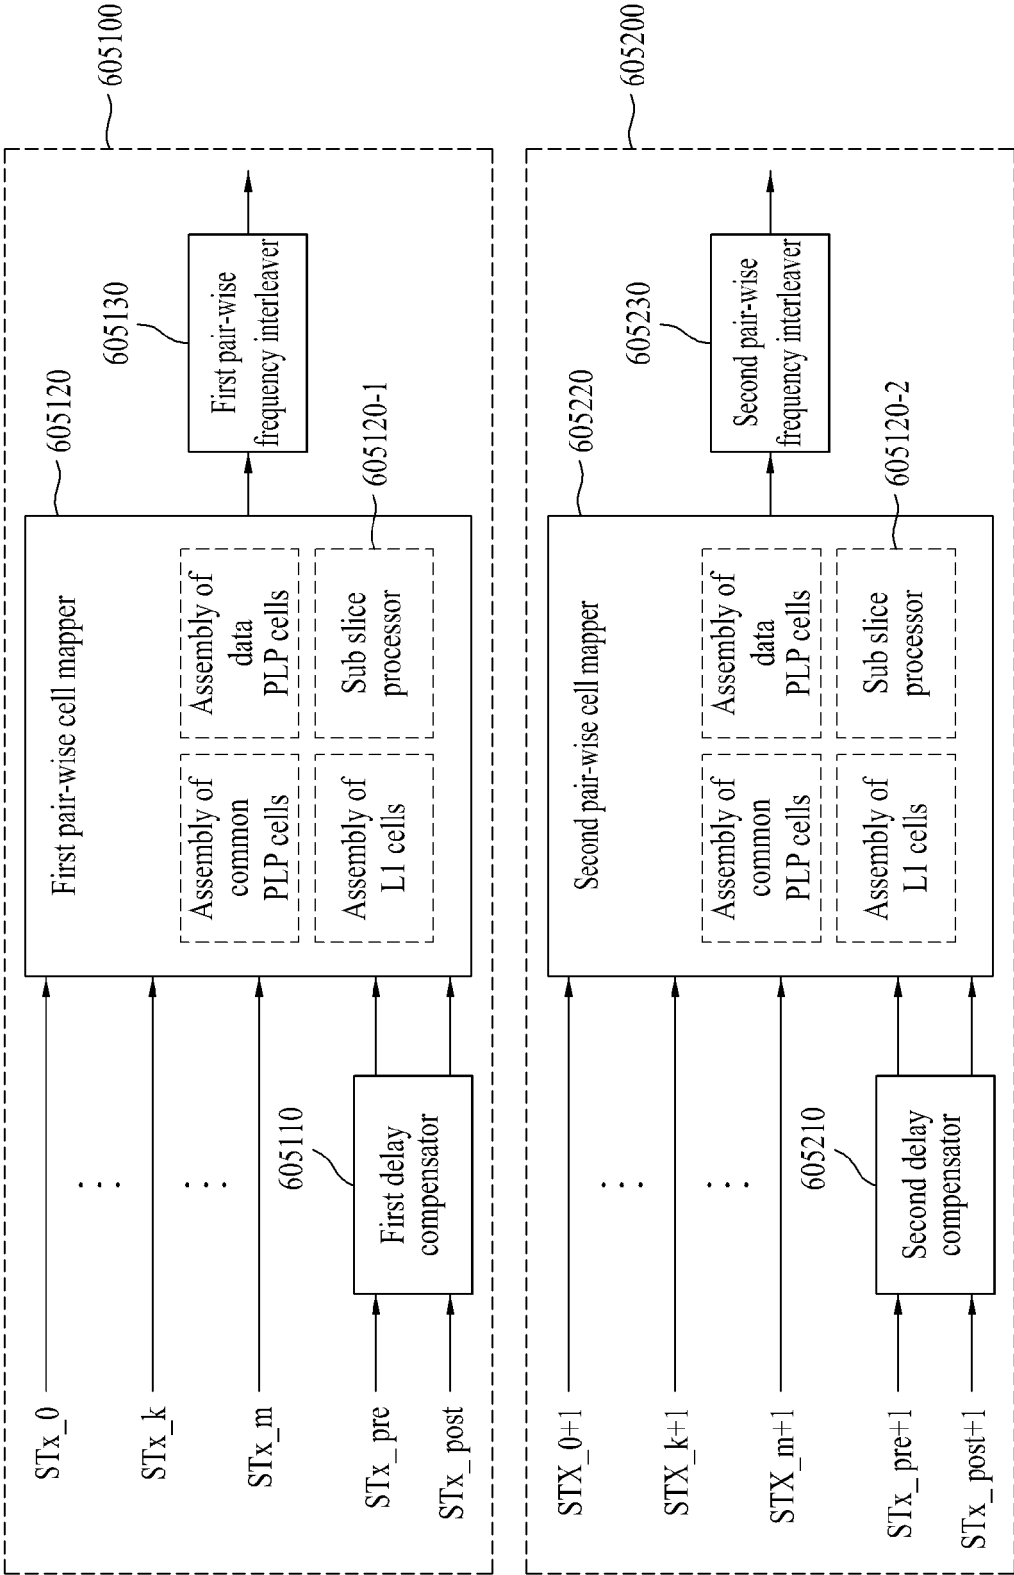 605100
605120
605130
605110
605120-1
STx_0
STx_k
STx_m
STx_pre
STx_post
. . .
. . .
First delay
compensator
First pair-wise cell mapper
Assembly of
common
PLP cells
Assembly of
data
PLP cells
Assembly of
L1 cells
Sub slice
processor
First pair-wise
frequency interleaver
605200
605220
605230
605210
605120-2
STX_0+1
STX_k+1
STX_m+1
STx_pre+1
STx_post+1
. . .
. . .
Second delay
compensator
Second pair-wise cell mapper
Assembly of
common
PLP cells
Assembly of
data
PLP cells
Assembly of
L1 cells
Sub slice
processor
Second pair-wise
frequency interleaver